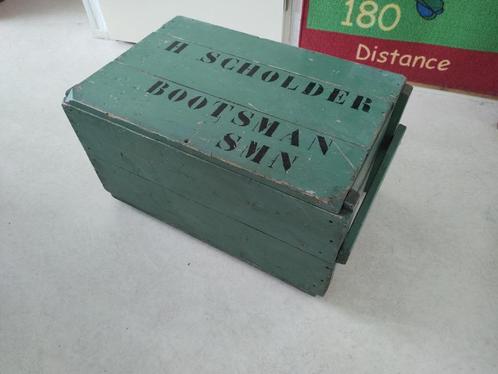 180
Distance
H SCHOLDER
BOOTSMAN
SMN